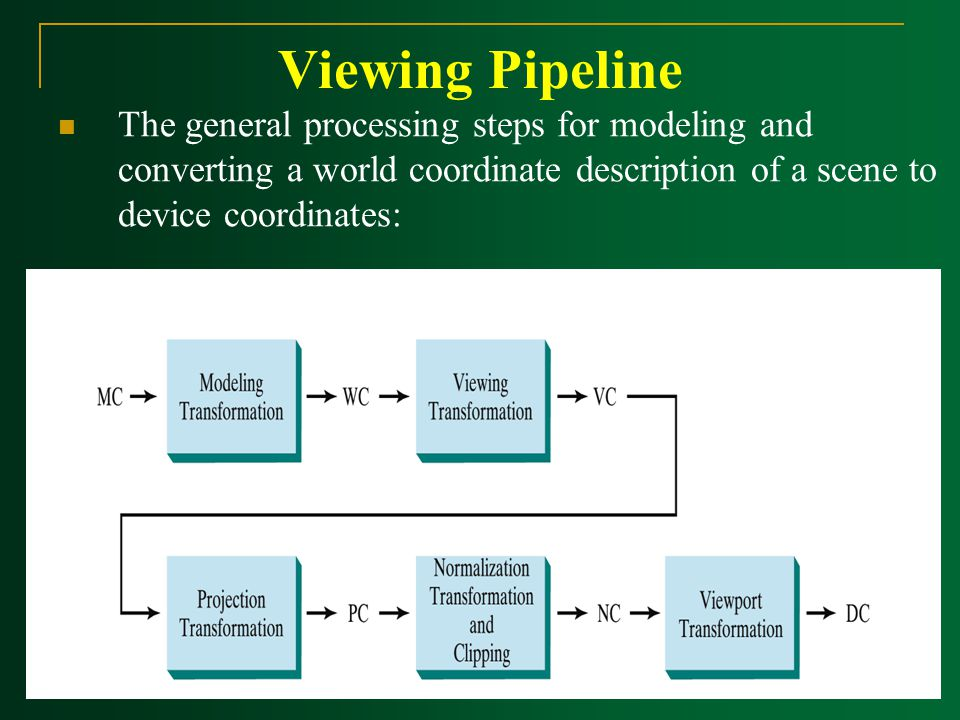 Viewing Pipeline
The general processing steps for modeling and
converting a world coordinate description of a scene to
device coordinates:
MC
Modeling
Transformation
WC
Viewing
Transformation
VC
Projection
Transformation
PC
Normalization
Transformation
and
Clipping
NC
Viewport
Transformation
DC